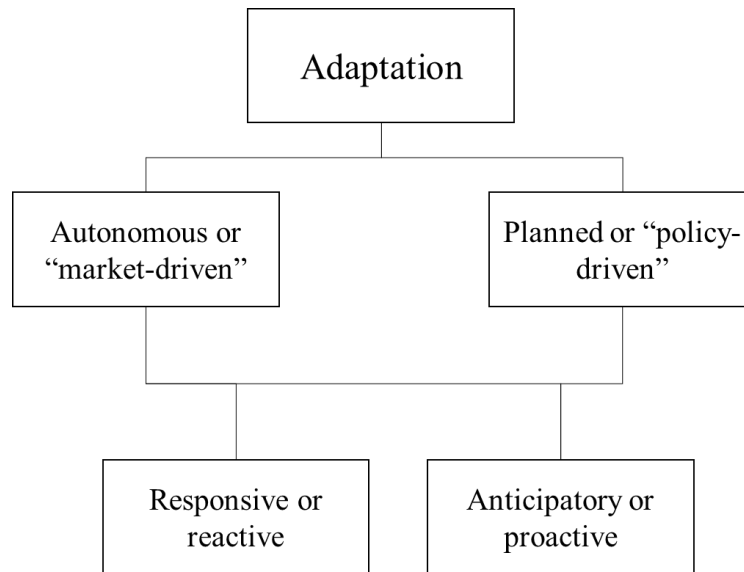 Adaptation
Autonomous or
“market-driven”
Planned or “policy-
driven”
Responsive or
reactive
Anticipatory or
proactive